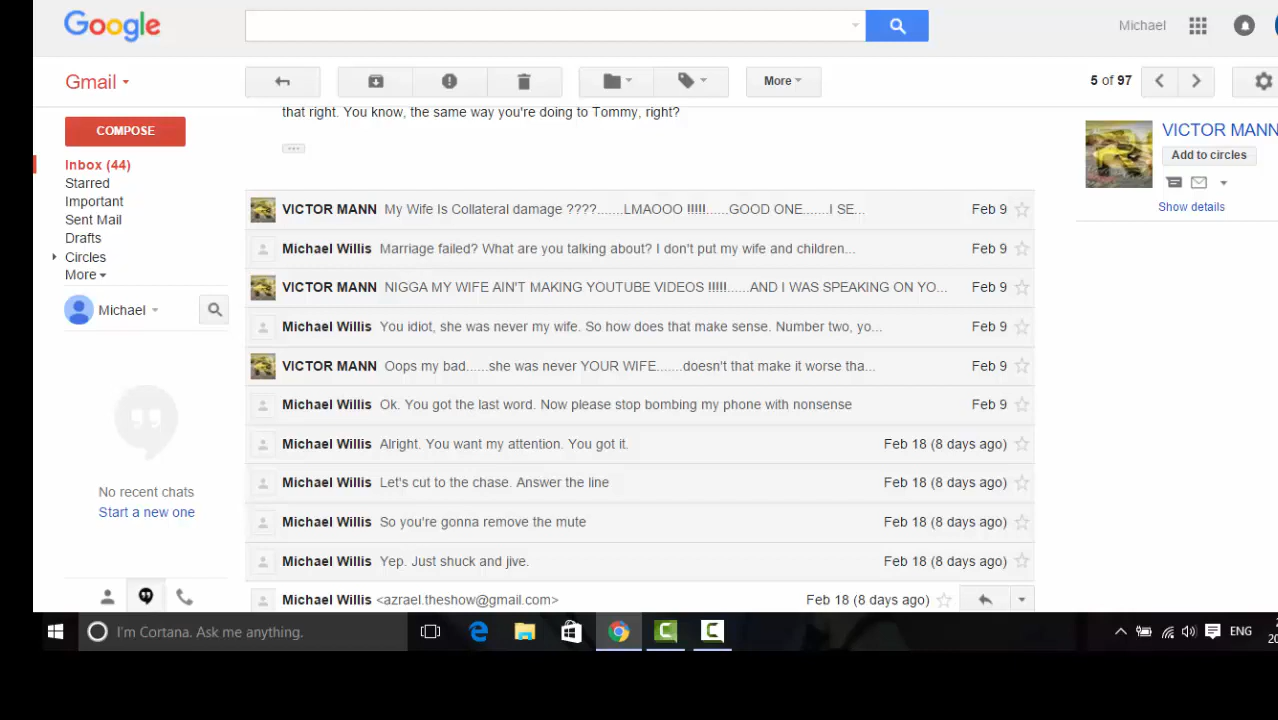 Google
Michael
Gmail
More
5 of 97
that right. You know, the same way you're doing to Tommy, right?
COMPOSE
VICTOR MANN
Add to circles
Show details
Inbox (44)
Starred
Important
Sent Mail
Drafts
Circles
More
Michael
No recent chats
Start a new one
VICTOR MANN My Wife Is Collateral damage ????.......LMAOOO !!!!!......GOOD ONE.......I SE... Feb 9
Michael Willis Marriage failed? What are you talking about? I don't put my wife and children... Feb 9
VICTOR MANN NIGGA MY WIFE AIN'T MAKING YOUTUBE VIDEOS !!!!!......AND I WAS SPEAKING ON YO... Feb 9
Michael Willis You idiot, she was never my wife. So how does that make sense. Number two, yo... Feb 9
VICTOR MANN Oops my bad......she was never YOUR WIFE.......doesn't that make it worse tha... Feb 9
Michael Willis Ok. You got the last word. Now please stop bombing my phone with nonsense Feb 9
Michael Willis Alright. You want my attention. You got it. Feb 18 (8 days ago)
Michael Willis Let's cut to the chase. Answer the line Feb 18 (8 days ago)
Michael Willis So you're gonna remove the mute Feb 18 (8 days ago)
Michael Willis Yep. Just shuck and jive. Feb 18 (8 days ago)
Michael Willis <azrael.theshow@gmail.com> Feb 18 (8 days ago)
I'm Cortana. Ask me anything.
ENG